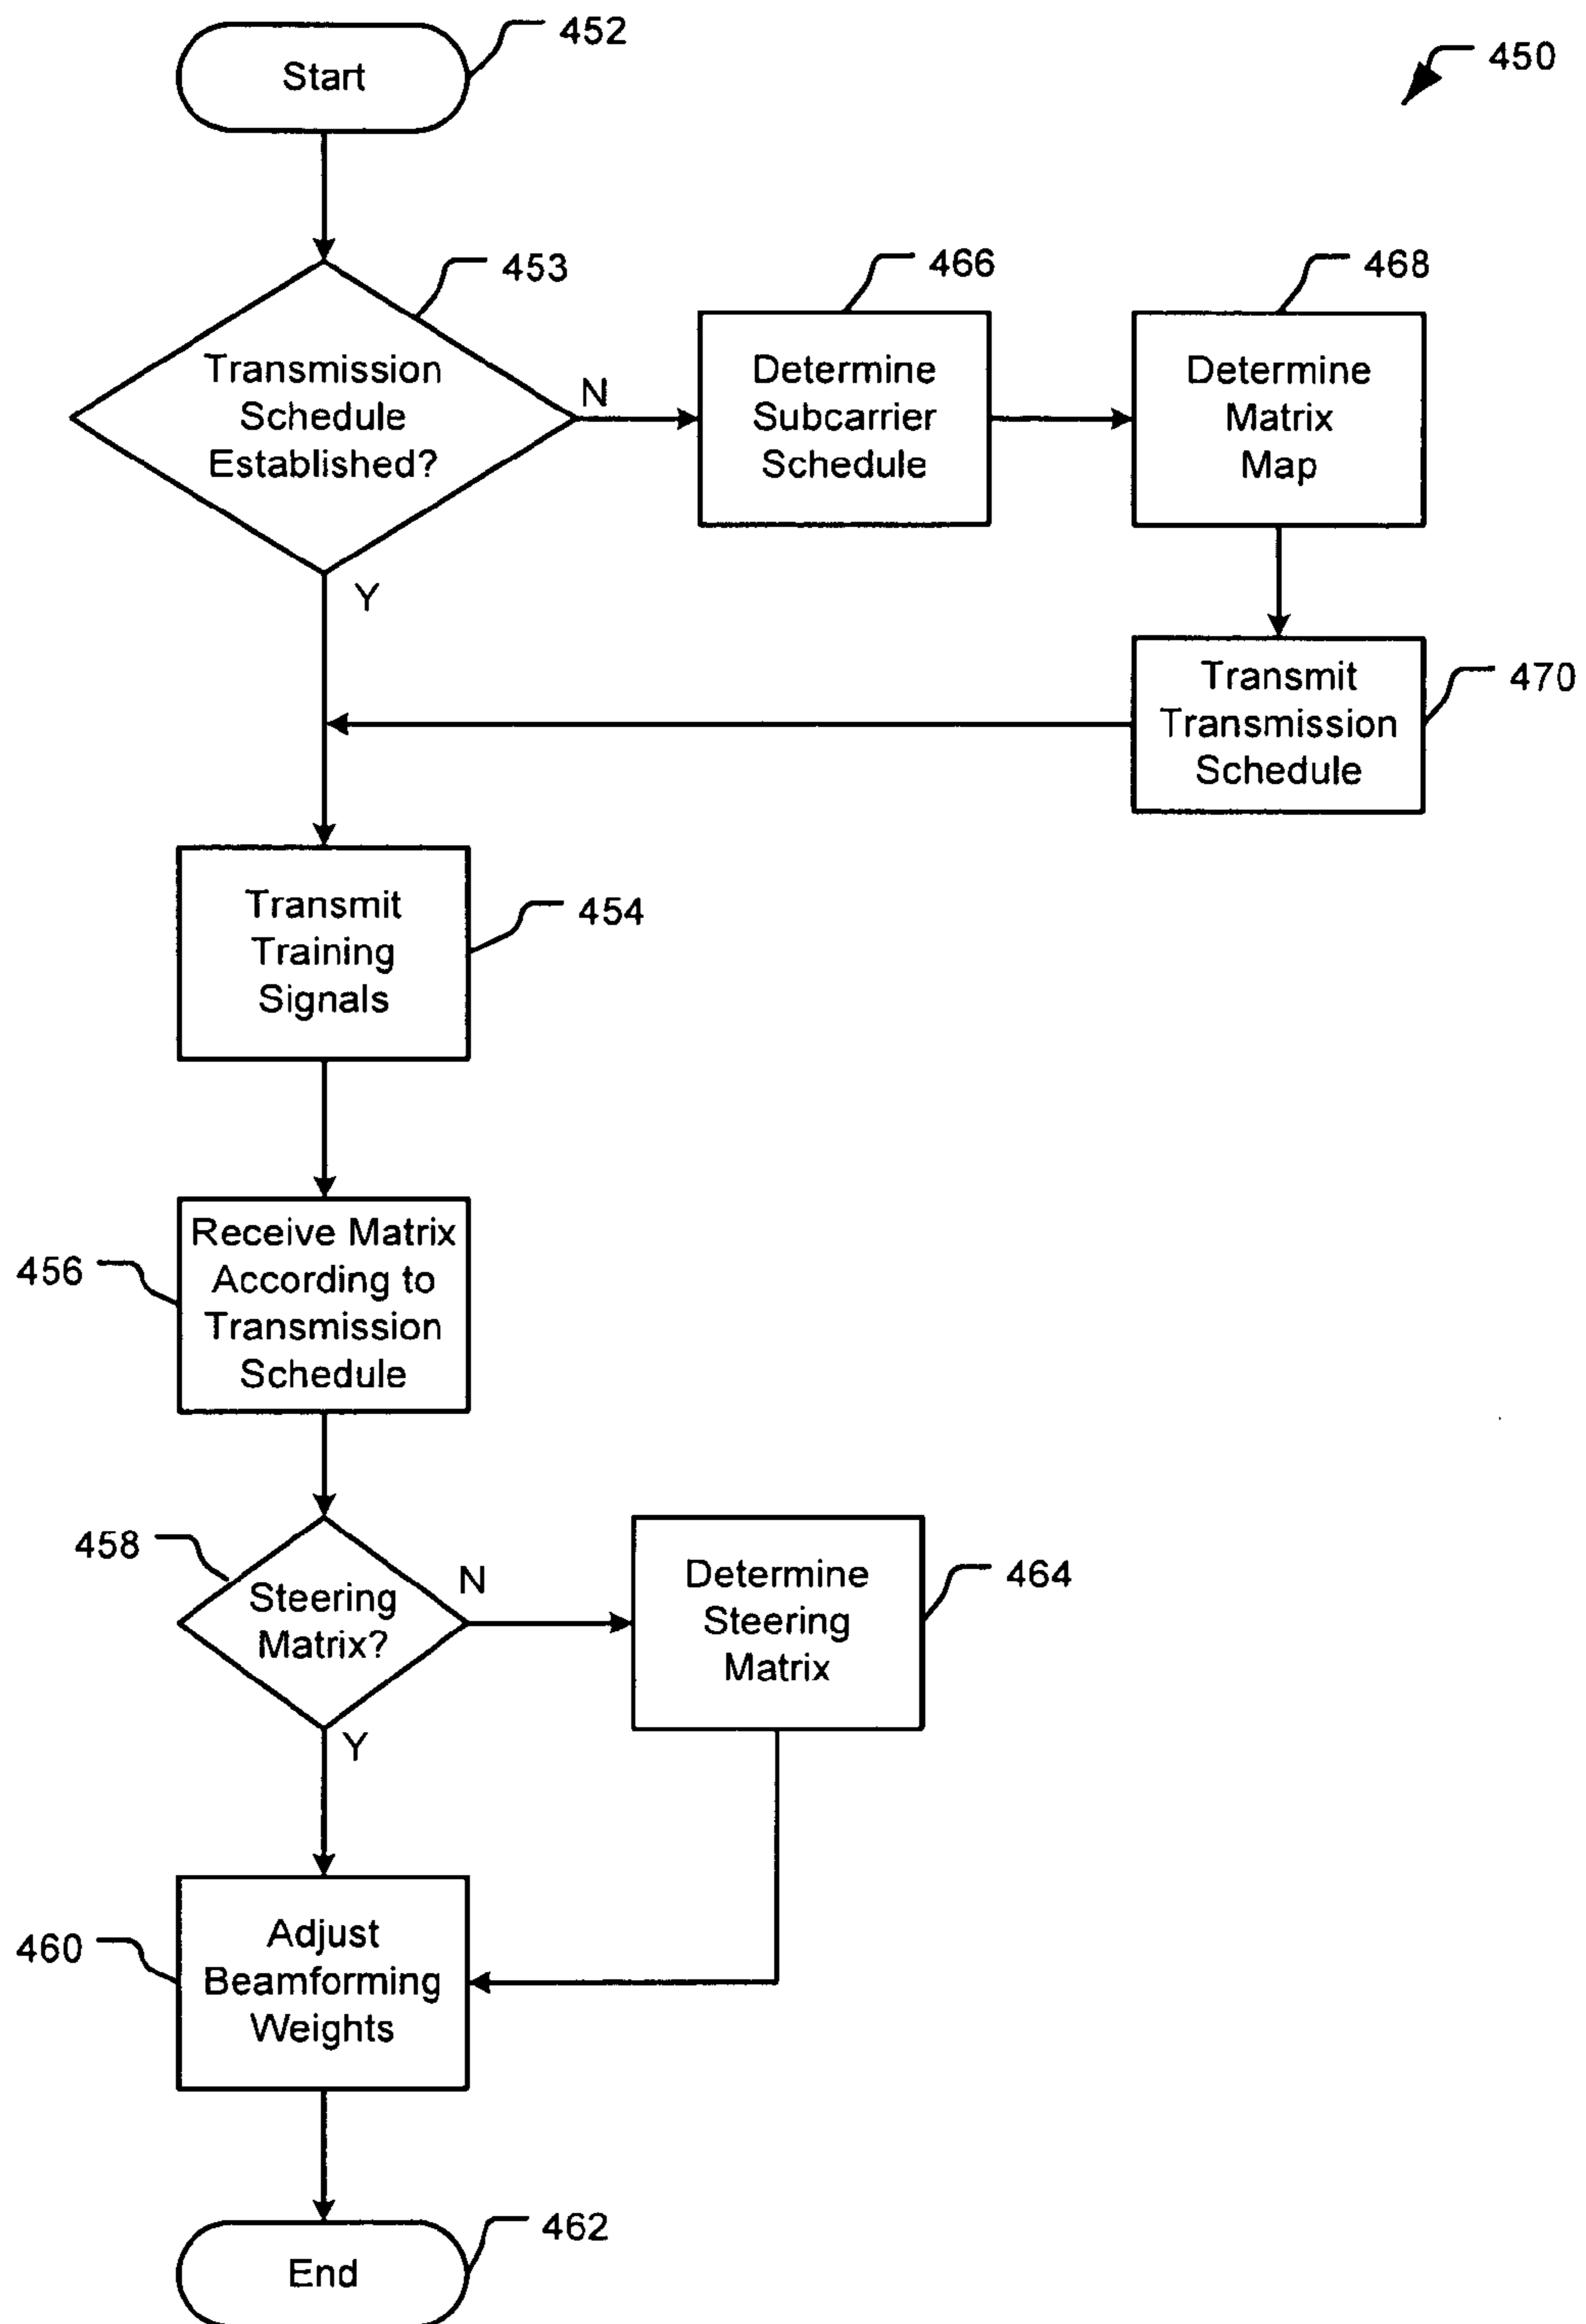 Start
452
450
Transmission
Schedule
Established?
453
N
Y
Determine
Subcarrier
Schedule
466
Determine
Matrix
Map
468
Transmit
Transmission
Schedule
470
Transmit
Training
Signals
454
Receive Matrix
According to
Transmission
Schedule
456
Steering
Matrix?
458
N
Y
Determine
Steering
Matrix
464
Adjust
Beamforming
Weights
460
End
462